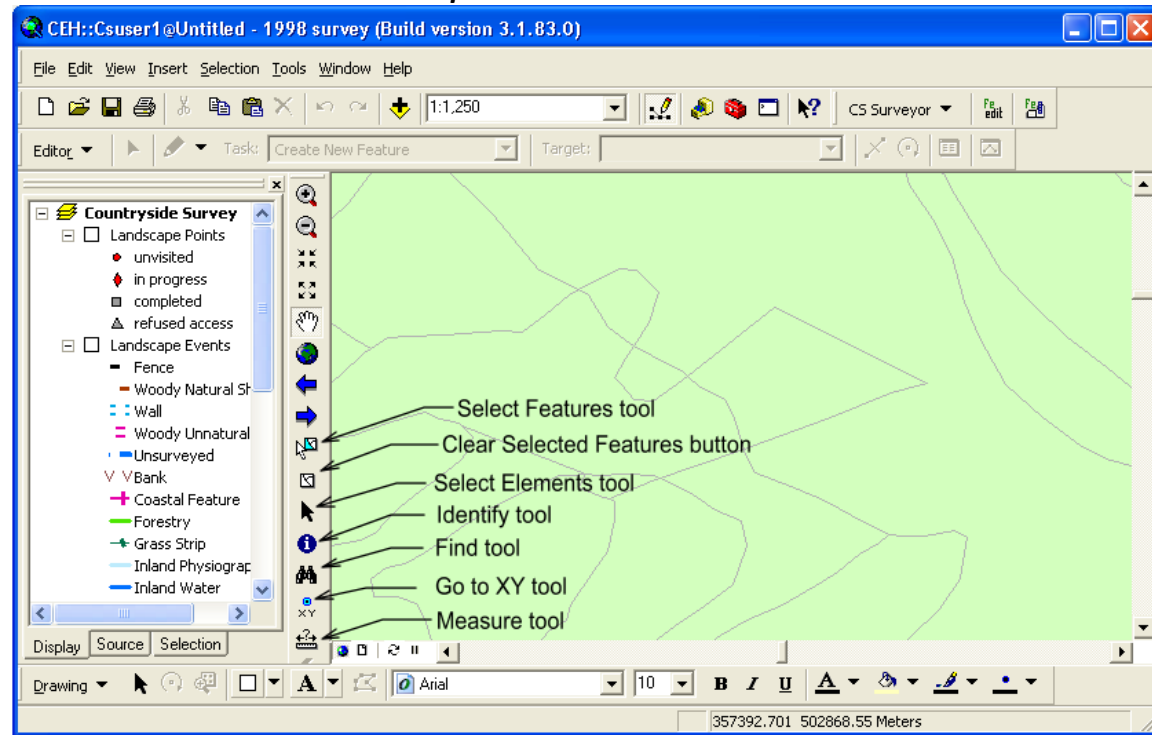 CEH::Csuser1@Untitled - 1998 survey (Build version 3.1.83.0)
File Edit View Insert Selection Tools Window Help
1:1,250
CS Surveyor
Fe edit
Fe
Editor
Task:
Create New Feature
Target:
Countryside Survey
Landscape Points
unvisited
in progress
completed
refused access
Landscape Events
Fence
Woody Natural Sh
Wall
Woody Unnatural
Unsurveyed
Bank
Coastal Feature
Forestry
Grass Strip
Inland Physiograp
Inland Water
Display Source Selection
XY
Select Features tool
Clear Selected Features button
Select Elements tool
Identify tool
Find tool
Go to XY tool
Measure tool
Drawing
A
Arial
10
B I U A
357392.701 502868.55 Meters